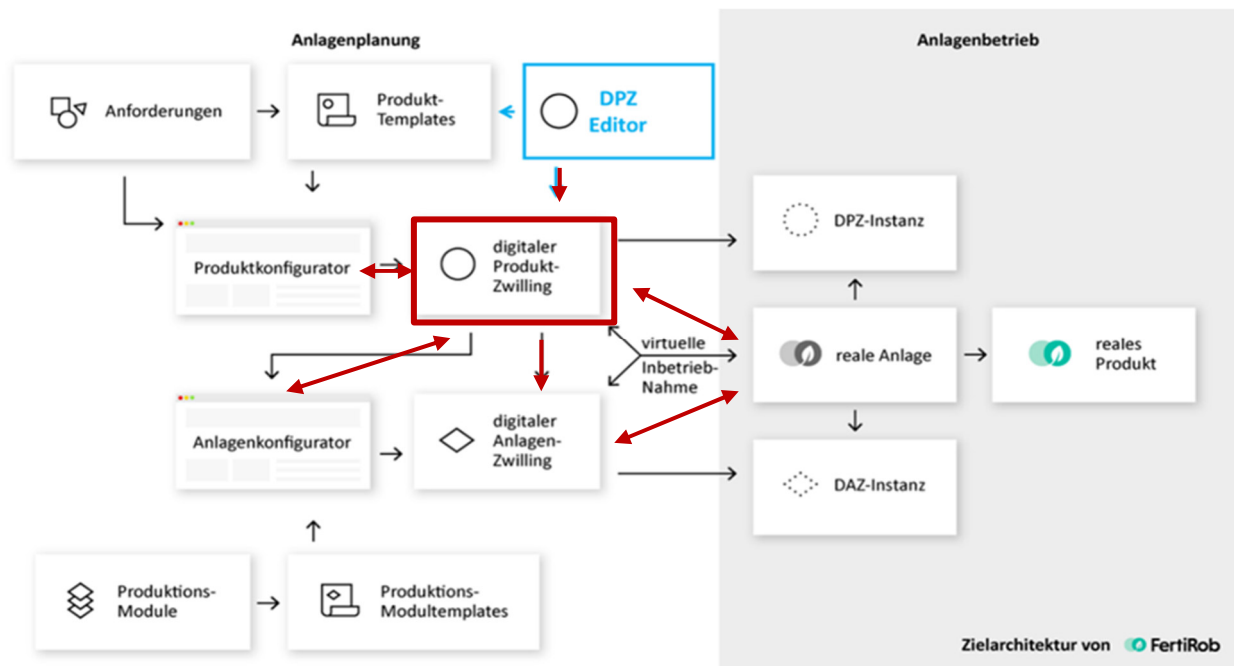 Anlagenplanung
Anlagenbetrieb
Anforderungen
Produkt-
Templates
DPZ
Editor
DPZ-Instanz
Produktkonfigurator
digitaler
Produkt-
Zwilling
virtuelle
Inbetrieb-
Nahme
reale Anlage
reales
Produkt
Anlagenkonfigurator
digitaler
Anlagen-
Zwilling
DAZ-Instanz
Produktions-
Module
Produktions-
Modultemplates
Zielarchitektur von FertiRob